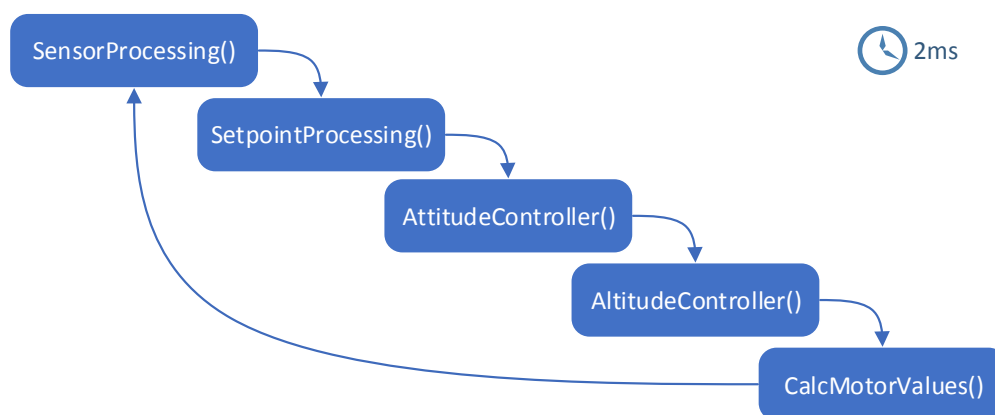 SensorProcessing()
2ms
SetpointProcessing()
AttitudeController()
AltitudeController()
CalcMotorValues()